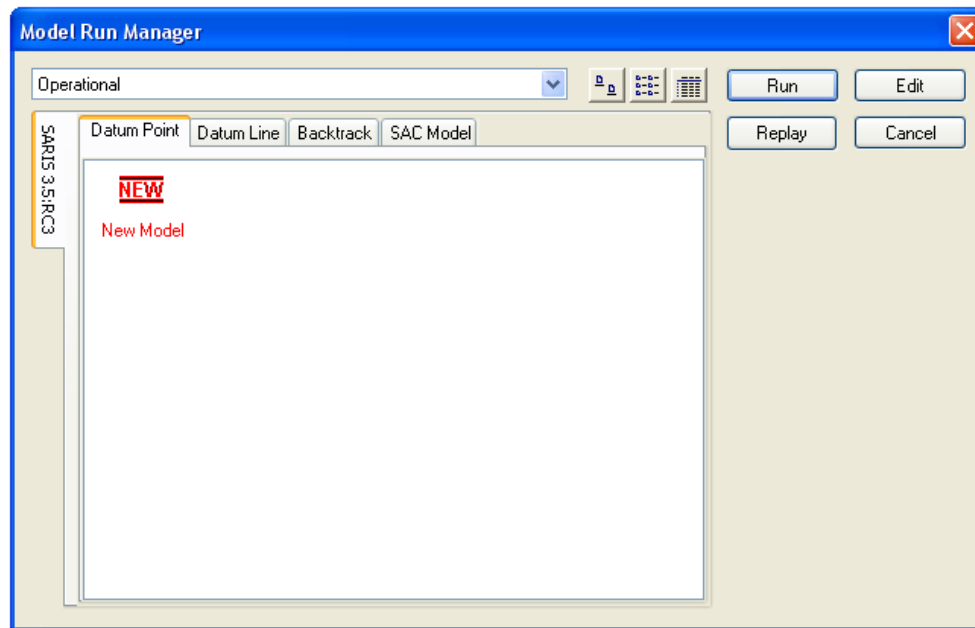 Model Run Manager
Operational
Run
Edit
Replay
Cancel
SARIS 3.5:RC3
Datum Point
Datum Line
Backtrack
SAC Model
NEW
New Model